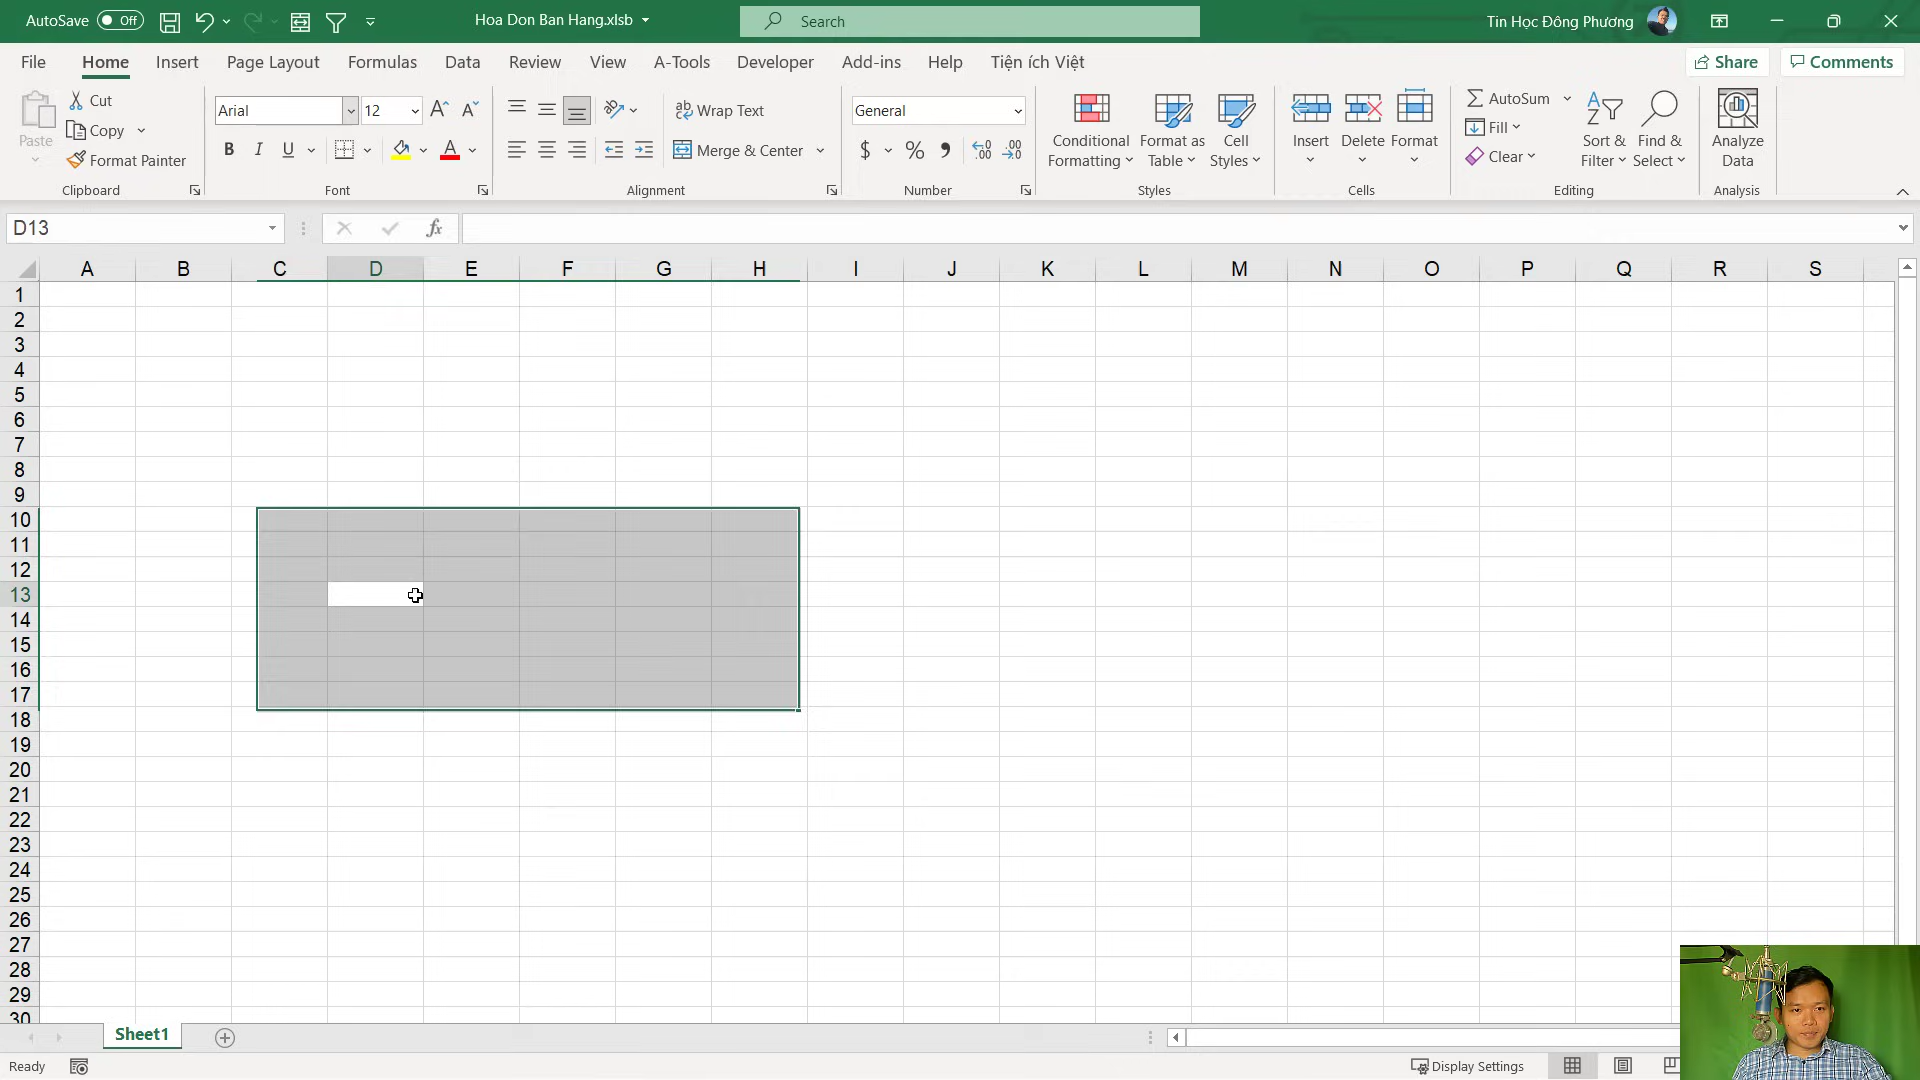 AutoSave Off Hoa Don Ban Hang.xlsb Search Tin Học Đông Phương
File Home Insert Page Layout Formulas Data Review View A-Tools Developer Add-ins Help Tiện ích Việt Share Comments
Paste Cut Copy Format Painter
Clipboard
Arial 12
B I U A
Font
ab Wrap Text
Merge & Center
Alignment
General
$ % 9 .00
Number
Conditional Formatting
Format as Table
Cell Styles
Styles
Insert Delete Format
Cells
AutoSum
Fill
Clear
Sort & Filter
Find & Select
Editing
Analyze Data
Analysis
D13 fx
A B C D E F G H I J K L M N O P Q R S
1
2
3
4
5
6
7
8
9
10
11
12
13
14
15
16
17
18
19
20
21
22
23
24
25
26
27
28
29
30
Sheet1
Ready Display Settings